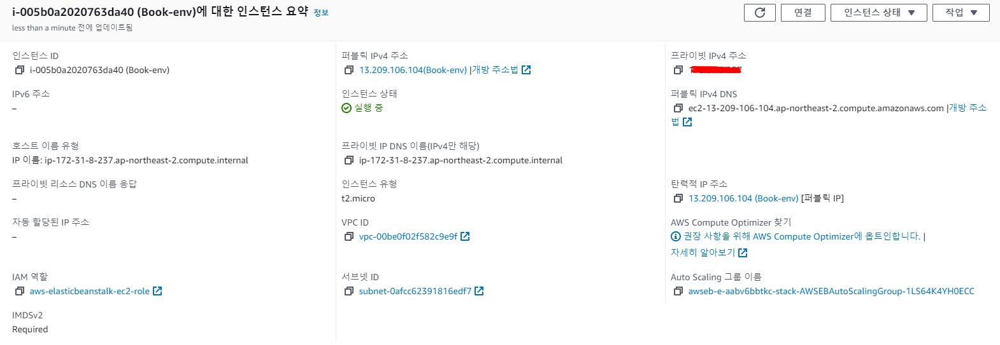 i-005b0a2020763da40 (Book-env)에 대한 인스턴스 요약 정보
less than a minute 전에 업데이트됨
연결
인스턴스 상태
작업
인스턴스 ID
i-005b0a2020763da40 (Book-env)
퍼블릭 IPv4 주소
13.209.106.104(Book-env) |개방 주소법
프라이빗 IPv4 주소
IPv6 주소
–
인스턴스 상태
실행 중
퍼블릭 IPv4 DNS
ec2-13-209-106-104.ap-northeast-2.compute.amazonaws.com |개방 주소
법
호스트 이름 유형
IP 이름: ip-172-31-8-237.ap-northeast-2.compute.internal
프라이빗 IP DNS 이름(IPv4만 해당)
ip-172-31-8-237.ap-northeast-2.compute.internal
프라이빗 리소스 DNS 이름 응답
–
인스턴스 유형
t2.micro
탄력적 IP 주소
13.209.106.104 (Book-env) [퍼블릭 IP]
자동 할당된 IP 주소
–
VPC ID
vpc-00be0f02f582c9e9f
AWS Compute Optimizer 찾기
권장 사항을 위해 AWS Compute Optimizer에 옵트인합니다. |
자세히 알아보기
IAM 역할
aws-elasticbeanstalk-ec2-role
서브넷 ID
subnet-0afcc62391816edf7
Auto Scaling 그룹 이름
awseb-e-aabv6bbtkc-stack-AWSEBAutoScalingGroup-1LS64K4YH0ECC
IMDSv2
Required